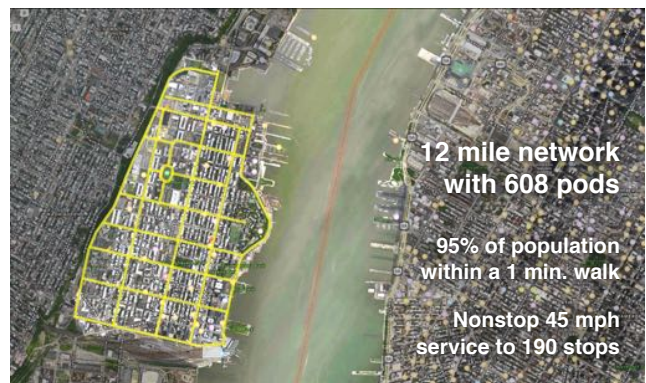 12 mile network
with 608 pods
95% of population
within a 1 min. walk
Nonstop 45 mph
service to 190 stops